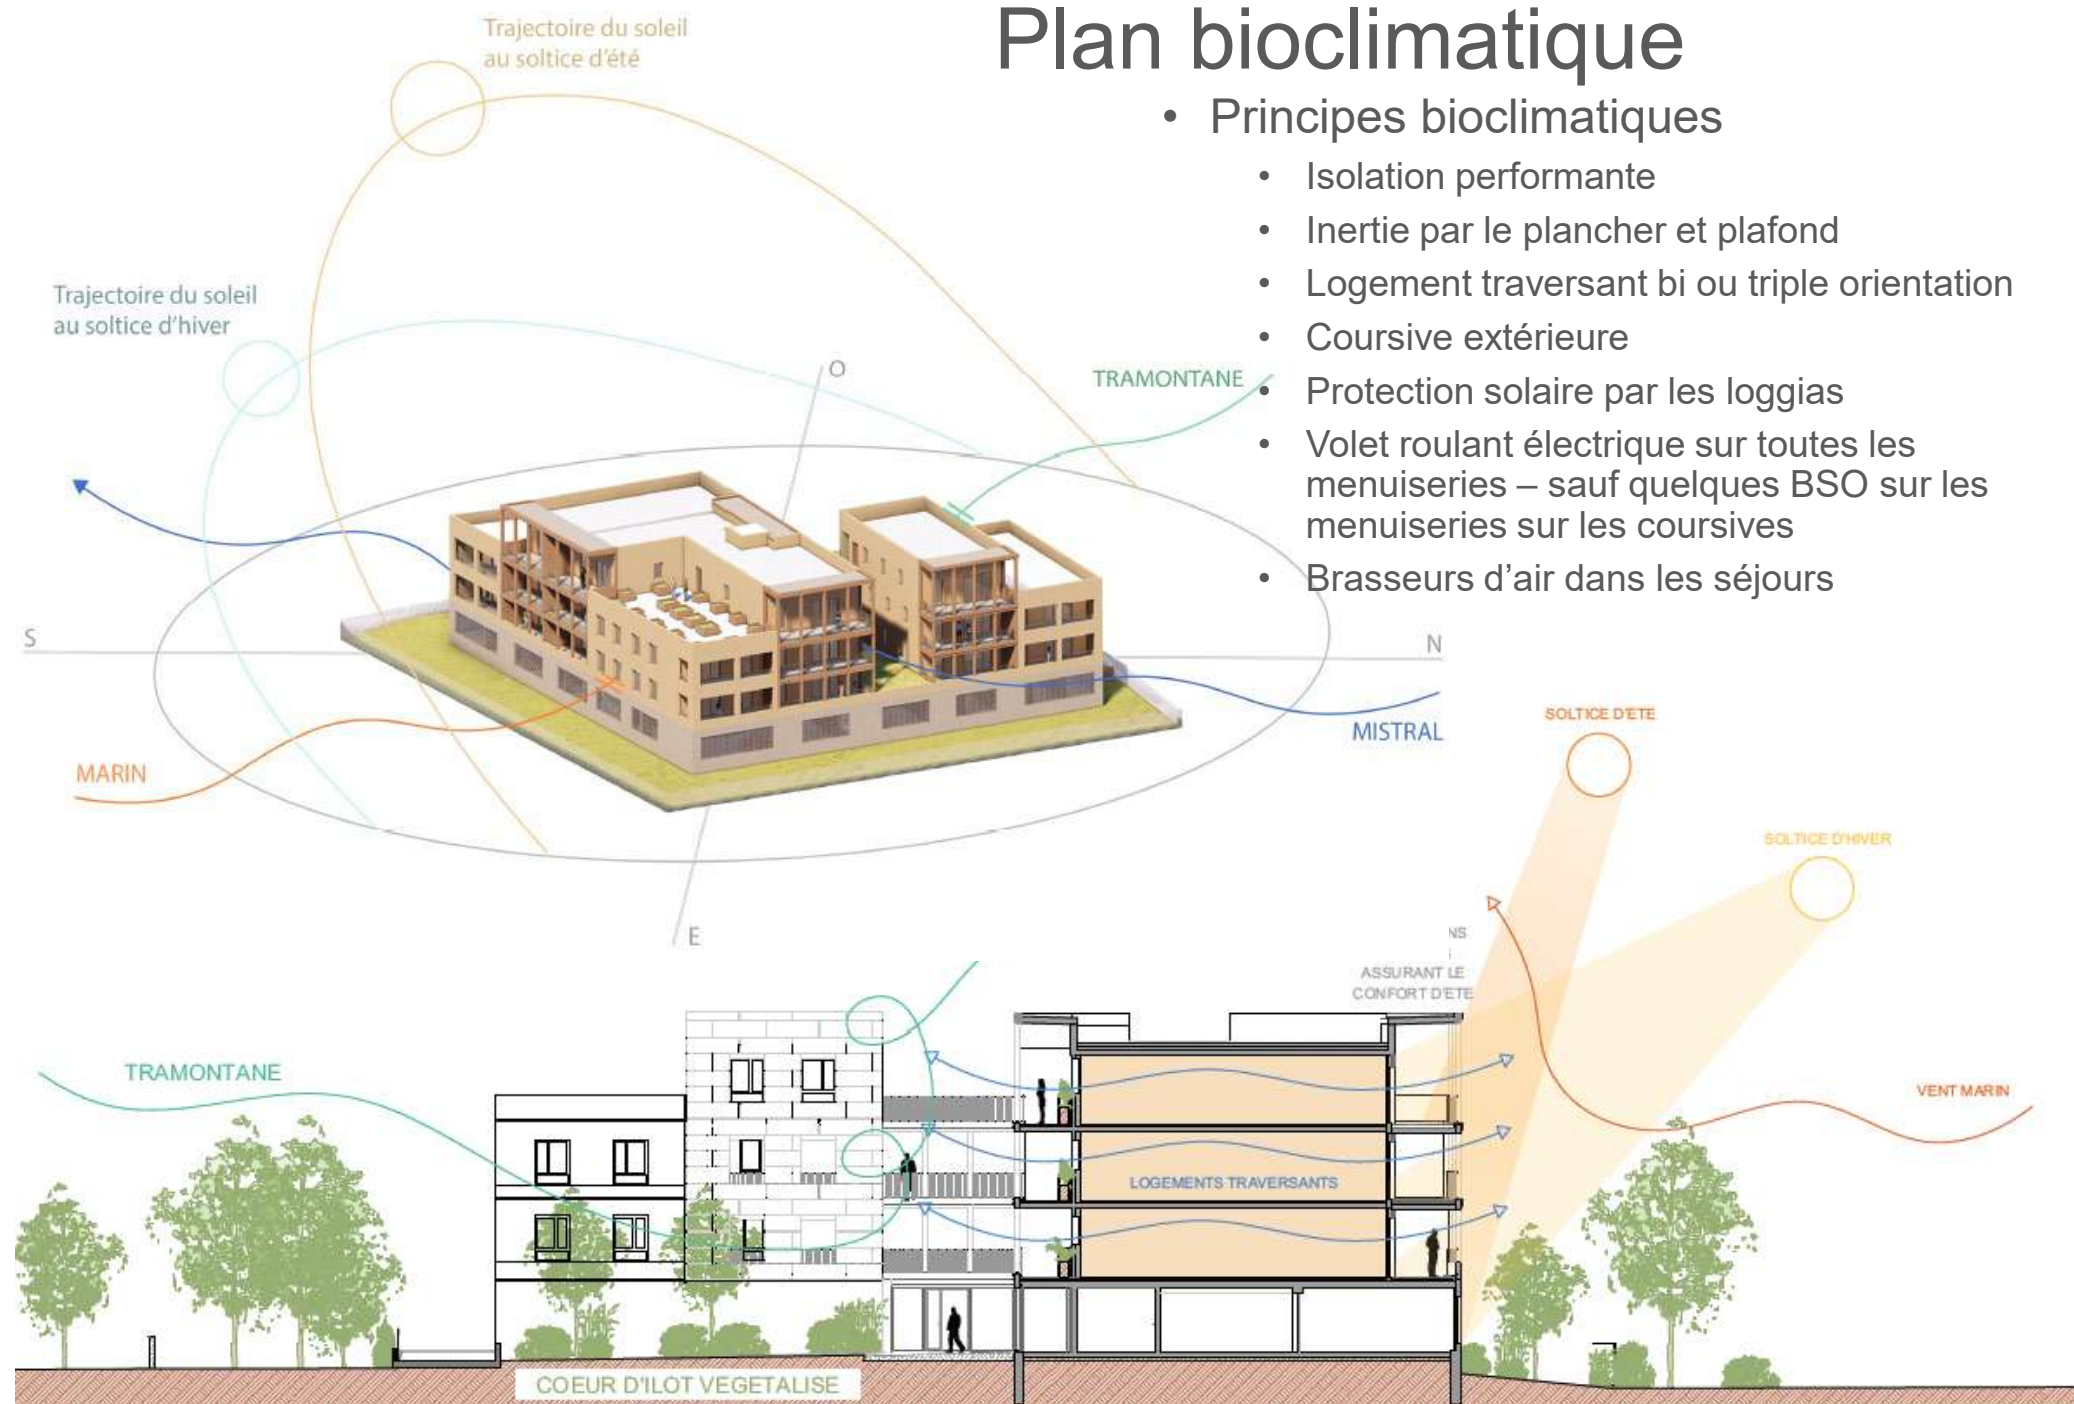 Plan bioclimatique
• Principes bioclimatiques
• Isolation performante
• Inertie par le plancher et plafond
• Logement traversant bi ou triple orientation
• Coursive extérieure
• Protection solaire par les loggias
• Volet roulant électrique sur toutes les
menuiseries – sauf quelques BSO sur les
menuiseries sur les coursives
• Brasseurs d'air dans les séjours
Trajectoire du soleil
au soltice d'été
Trajectoire du soleil
au soltice d'hiver
O
TRAMONTANE
S
N
MISTRAL
MARIN
E
SOLTICE D'ETE
SOLTICE D'HIVER
NS
ASSURANT LE
CONFORT D'ETE
TRAMONTANE
VENT MARIN
LOGEMENTS TRAVERSANTS
COEUR D'ILOT VEGETALISE